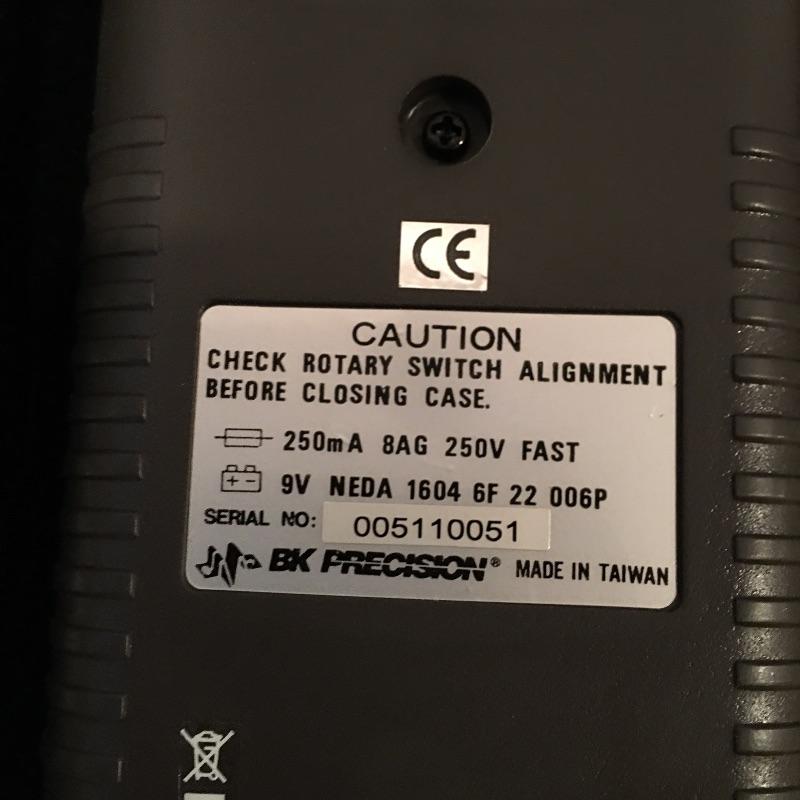 CE
CAUTION
CHECK ROTARY SWITCH ALIGNMENT
BEFORE CLOSING CASE.
250mA 8AG 250V FAST
9V NEDA 1604 6F 22 006P
SERIAL NO: 005110051
BK PRECISION® MADE IN TAIWAN